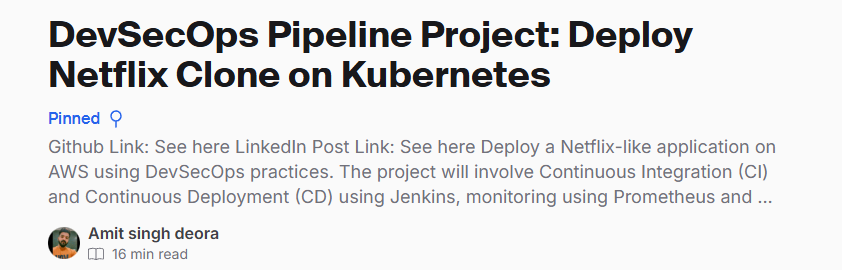 DevSecOps Pipeline Project: Deploy
Netflix Clone on Kubernetes
Pinned
Github Link: See here LinkedIn Post Link: See here Deploy a Netflix-like application on
AWS using DevSecOps practices. The project will involve Continuous Integration (CI)
and Continuous Deployment (CD) using Jenkins, monitoring using Prometheus and ...
Amit singh deora
16 min read